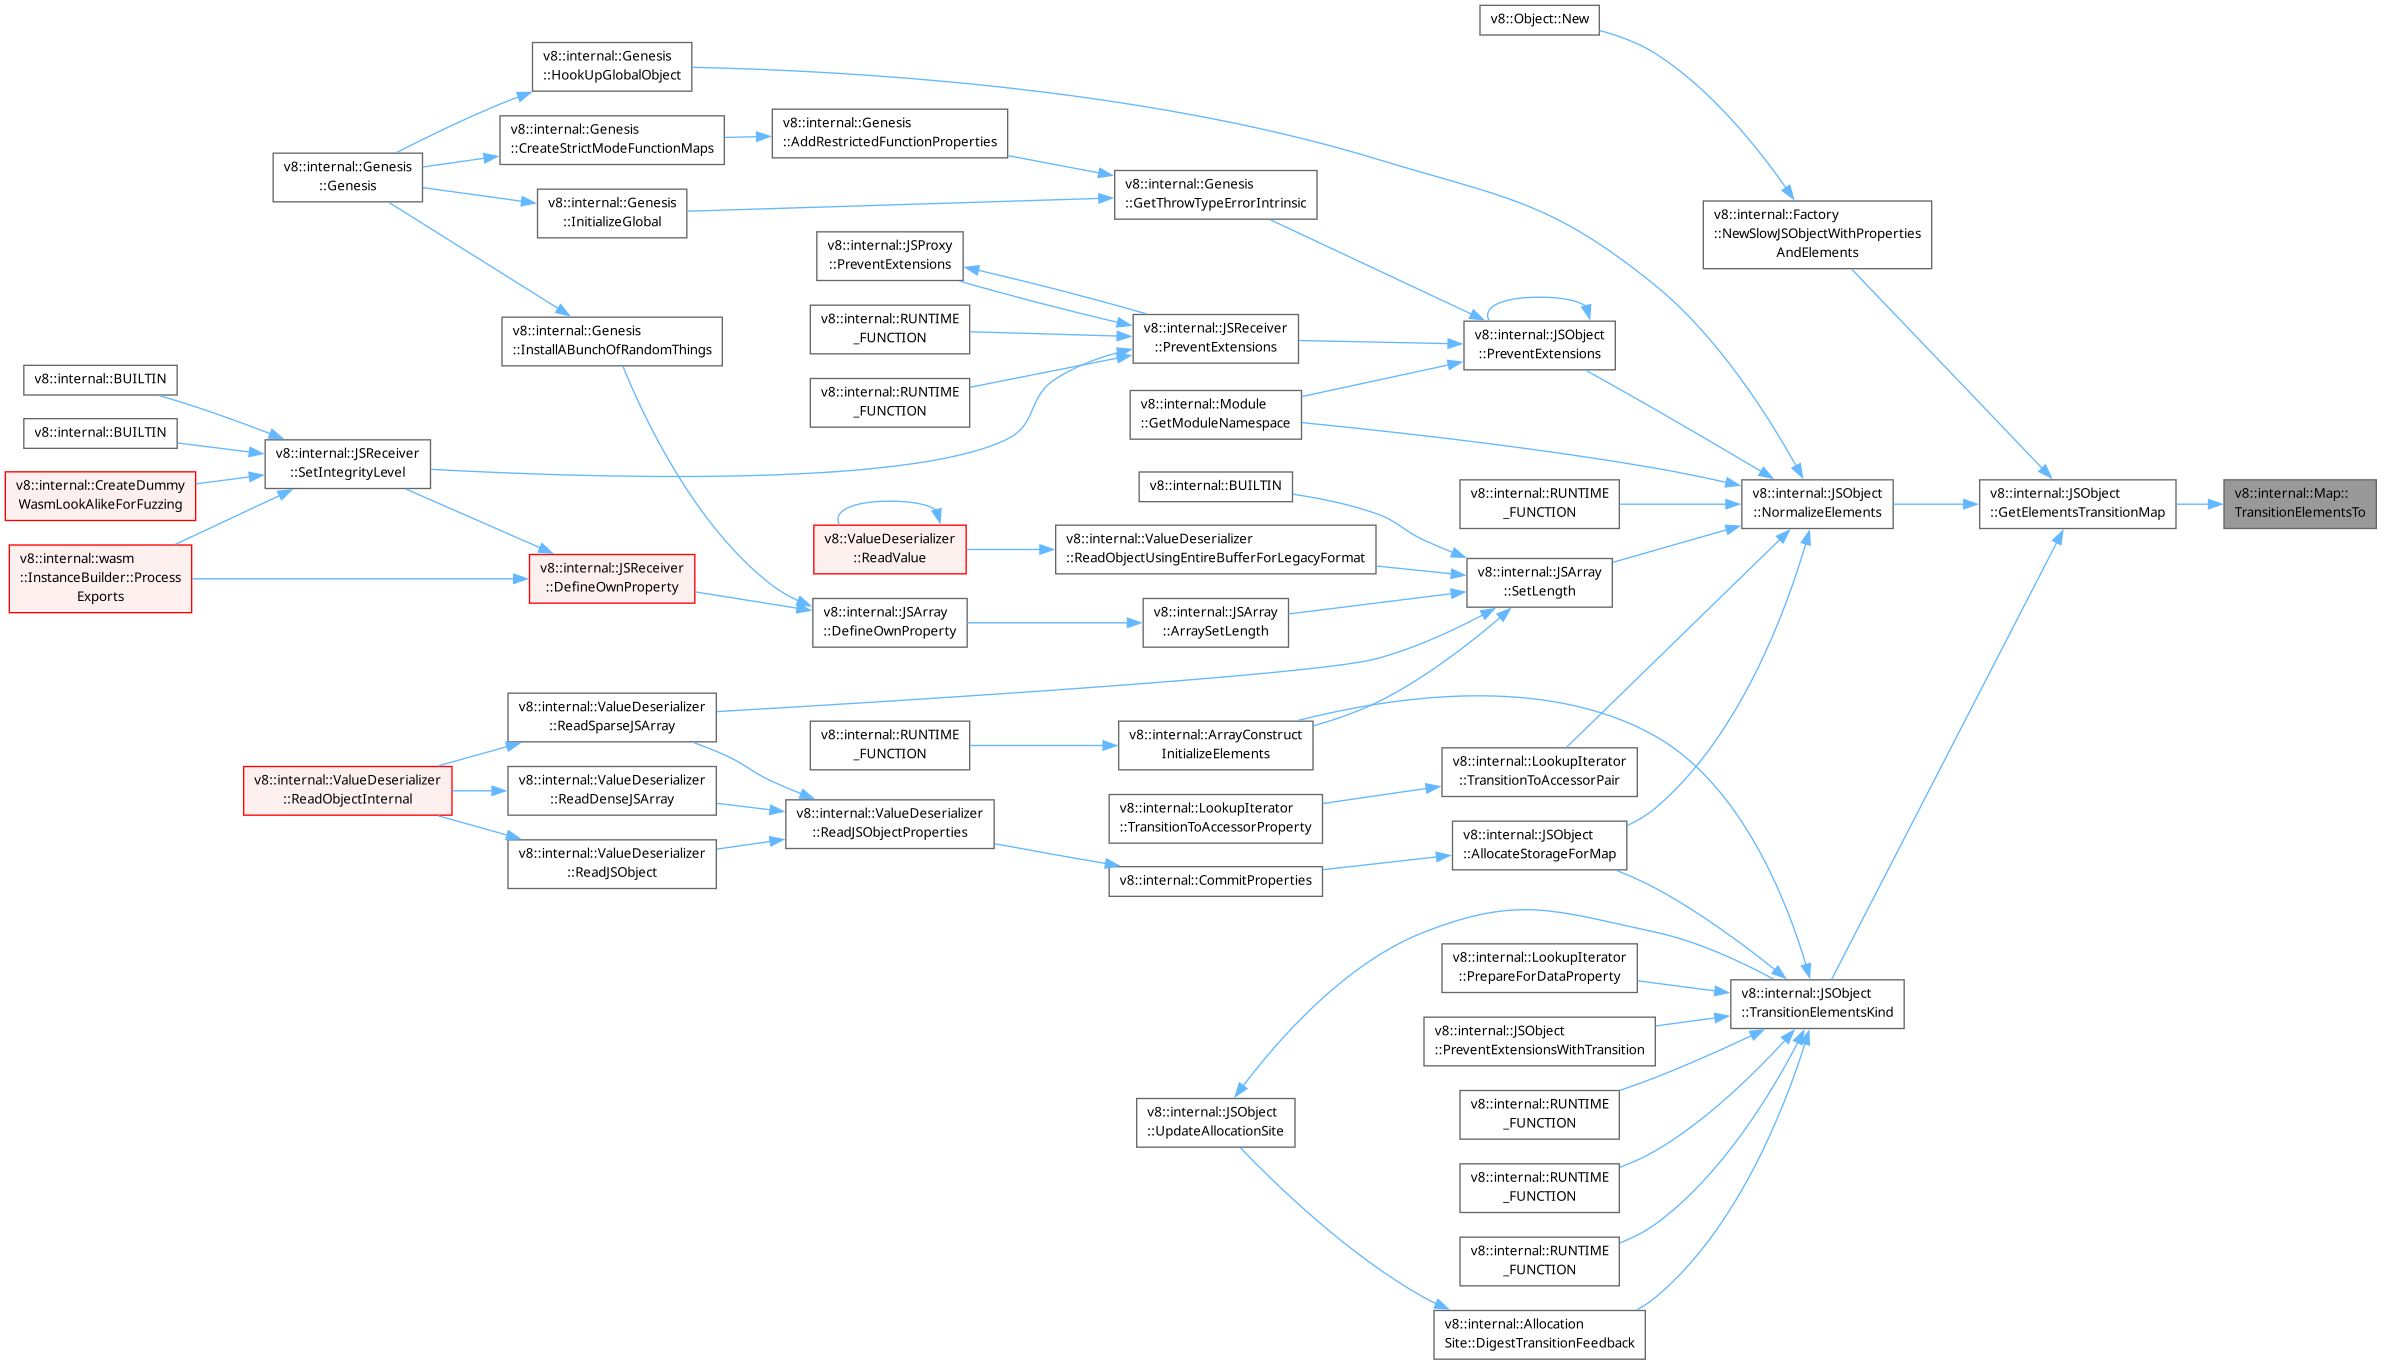 v8::Object::New
v8::internal::Genesis
::HookUpGlobalObject
v8::internal::Genesis
::CreateStrictModeFunctionMaps
v8::internal::Genesis
::AddRestrictedFunctionProperties
v8::internal::Genesis
::Genesis
v8::internal::Genesis
::InitializeGlobal
v8::internal::Genesis
::GetThrowTypeErrorIntrinsic
v8::internal::Factory
::NewSlowJSObjectWithProperties
AndElements
v8::internal::JSProxy
::PreventExtensions
v8::internal::RUNTIME
_FUNCTION
v8::internal::JSReceiver
::PreventExtensions
v8::internal::JSObject
::PreventExtensions
v8::internal::Genesis
::InstallABunchOfRandomThings
v8::internal::BUILTIN
v8::internal::RUNTIME
_FUNCTION
v8::internal::Module
::GetModuleNamespace
v8::internal::BUILTIN
v8::internal::JSReceiver
::SetIntegrityLevel
v8::internal::CreateDummy
WasmLookAlikeForFuzzing
v8::internal::BUILTIN
v8::internal::RUNTIME
_FUNCTION
v8::internal::JSObject
::NormalizeElements
v8::internal::JSObject
::GetElementsTransitionMap
v8::internal::Map::
TransitionElementsTo
v8::internal::wasm
::InstanceBuilder::Process
Exports
v8::internal::JSReceiver
::DefineOwnProperty
v8::ValueDeserializer
::ReadValue
v8::internal::ValueDeserializer
::ReadObjectUsingEntireBufferForLegacyFormat
v8::internal::JSArray
::SetLength
v8::internal::JSArray
::DefineOwnProperty
v8::internal::JSArray
::ArraySetLength
v8::internal::ValueDeserializer
::ReadSparseJSArray
v8::internal::RUNTIME
_FUNCTION
v8::internal::ArrayConstruct
InitializeElements
v8::internal::LookupIterator
::TransitionToAccessorPair
v8::internal::ValueDeserializer
::ReadObjectInternal
v8::internal::ValueDeserializer
::ReadDenseJSArray
v8::internal::ValueDeserializer
::ReadJSObjectProperties
v8::internal::LookupIterator
::TransitionToAccessorProperty
v8::internal::JSObject
::AllocateStorageForMap
v8::internal::ValueDeserializer
::ReadJSObject
v8::internal::CommitProperties
v8::internal::LookupIterator
::PrepareForDataProperty
v8::internal::JSObject
::TransitionElementsKind
v8::internal::JSObject
::PreventExtensionsWithTransition
v8::internal::RUNTIME
_FUNCTION
v8::internal::JSObject
::UpdateAllocationSite
v8::internal::RUNTIME
_FUNCTION
v8::internal::RUNTIME
_FUNCTION
v8::internal::Allocation
Site::DigestTransitionFeedback